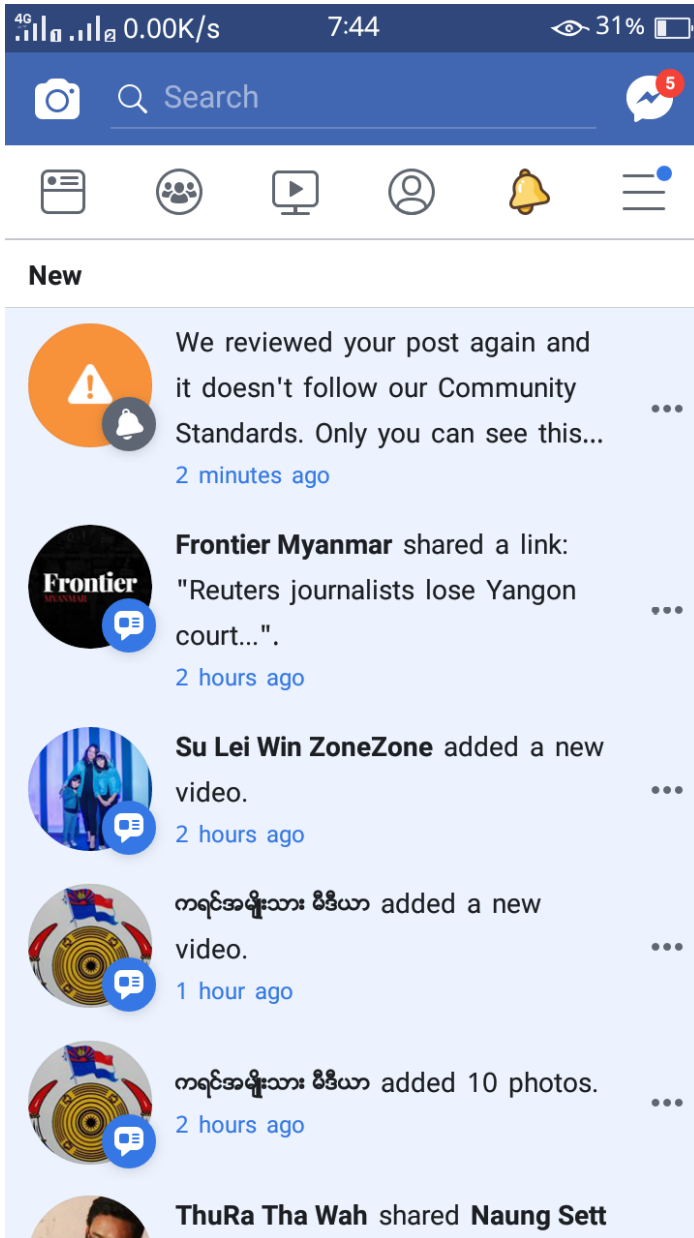 4G 1 2 0.00K/s 7:44 31%
Search 5
New
We reviewed your post again and
it doesn't follow our Community
Standards. Only you can see this...
2 minutes ago
Frontier
MYANMAR
Frontier Myanmar shared a link:
"Reuters journalists lose Yangon
court...".
2 hours ago
Su Lei Win ZoneZone added a new
video.
2 hours ago
ကရင်အမျိုးသား မီဒီယာ added a new
video.
1 hour ago
ကရင်အမျိုးသား မီဒီယာ added 10 photos.
2 hours ago
ThuRa Tha Wah shared Naung Sett